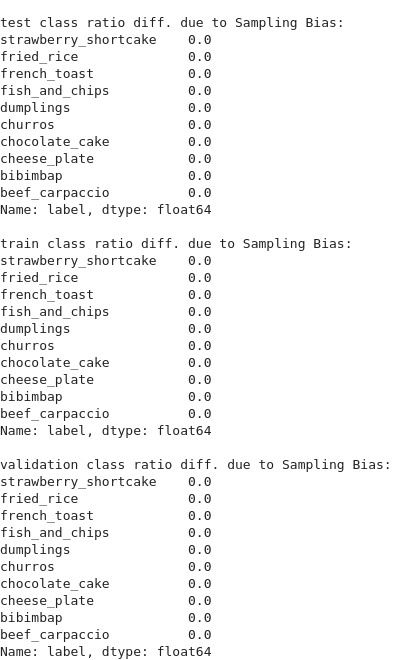 test class ratio diff. due to Sampling Bias:
strawberry_shortcake    0.0
fried_rice              0.0
french_toast            0.0
fish_and_chips          0.0
dumplings               0.0
churros                 0.0
chocolate_cake          0.0
cheese_plate            0.0
bibimbap                0.0
beef_carpaccio          0.0
Name: label, dtype: float64

train class ratio diff. due to Sampling Bias:
strawberry_shortcake    0.0
fried_rice              0.0
french_toast            0.0
fish_and_chips          0.0
dumplings               0.0
churros                 0.0
chocolate_cake          0.0
cheese_plate            0.0
bibimbap                0.0
beef_carpaccio          0.0
Name: label, dtype: float64

validation class ratio diff. due to Sampling Bias:
strawberry_shortcake    0.0
fried_rice              0.0
french_toast            0.0
fish_and_chips          0.0
dumplings               0.0
churros                 0.0
chocolate_cake          0.0
cheese_plate            0.0
bibimbap                0.0
beef_carpaccio          0.0
Name: label, dtype: float64